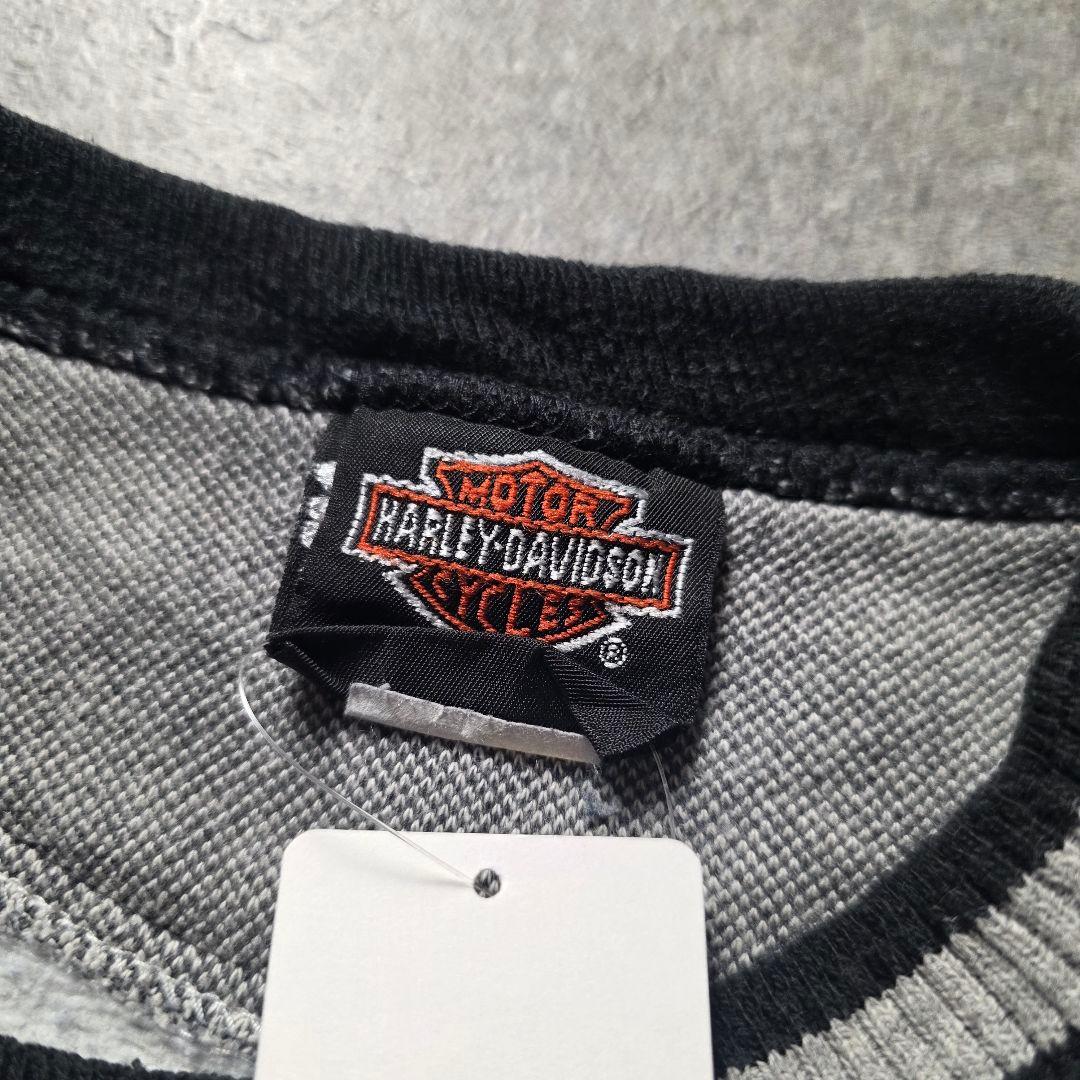 MOTOR
HARLEY-DAVIDSON
CYCLES
®